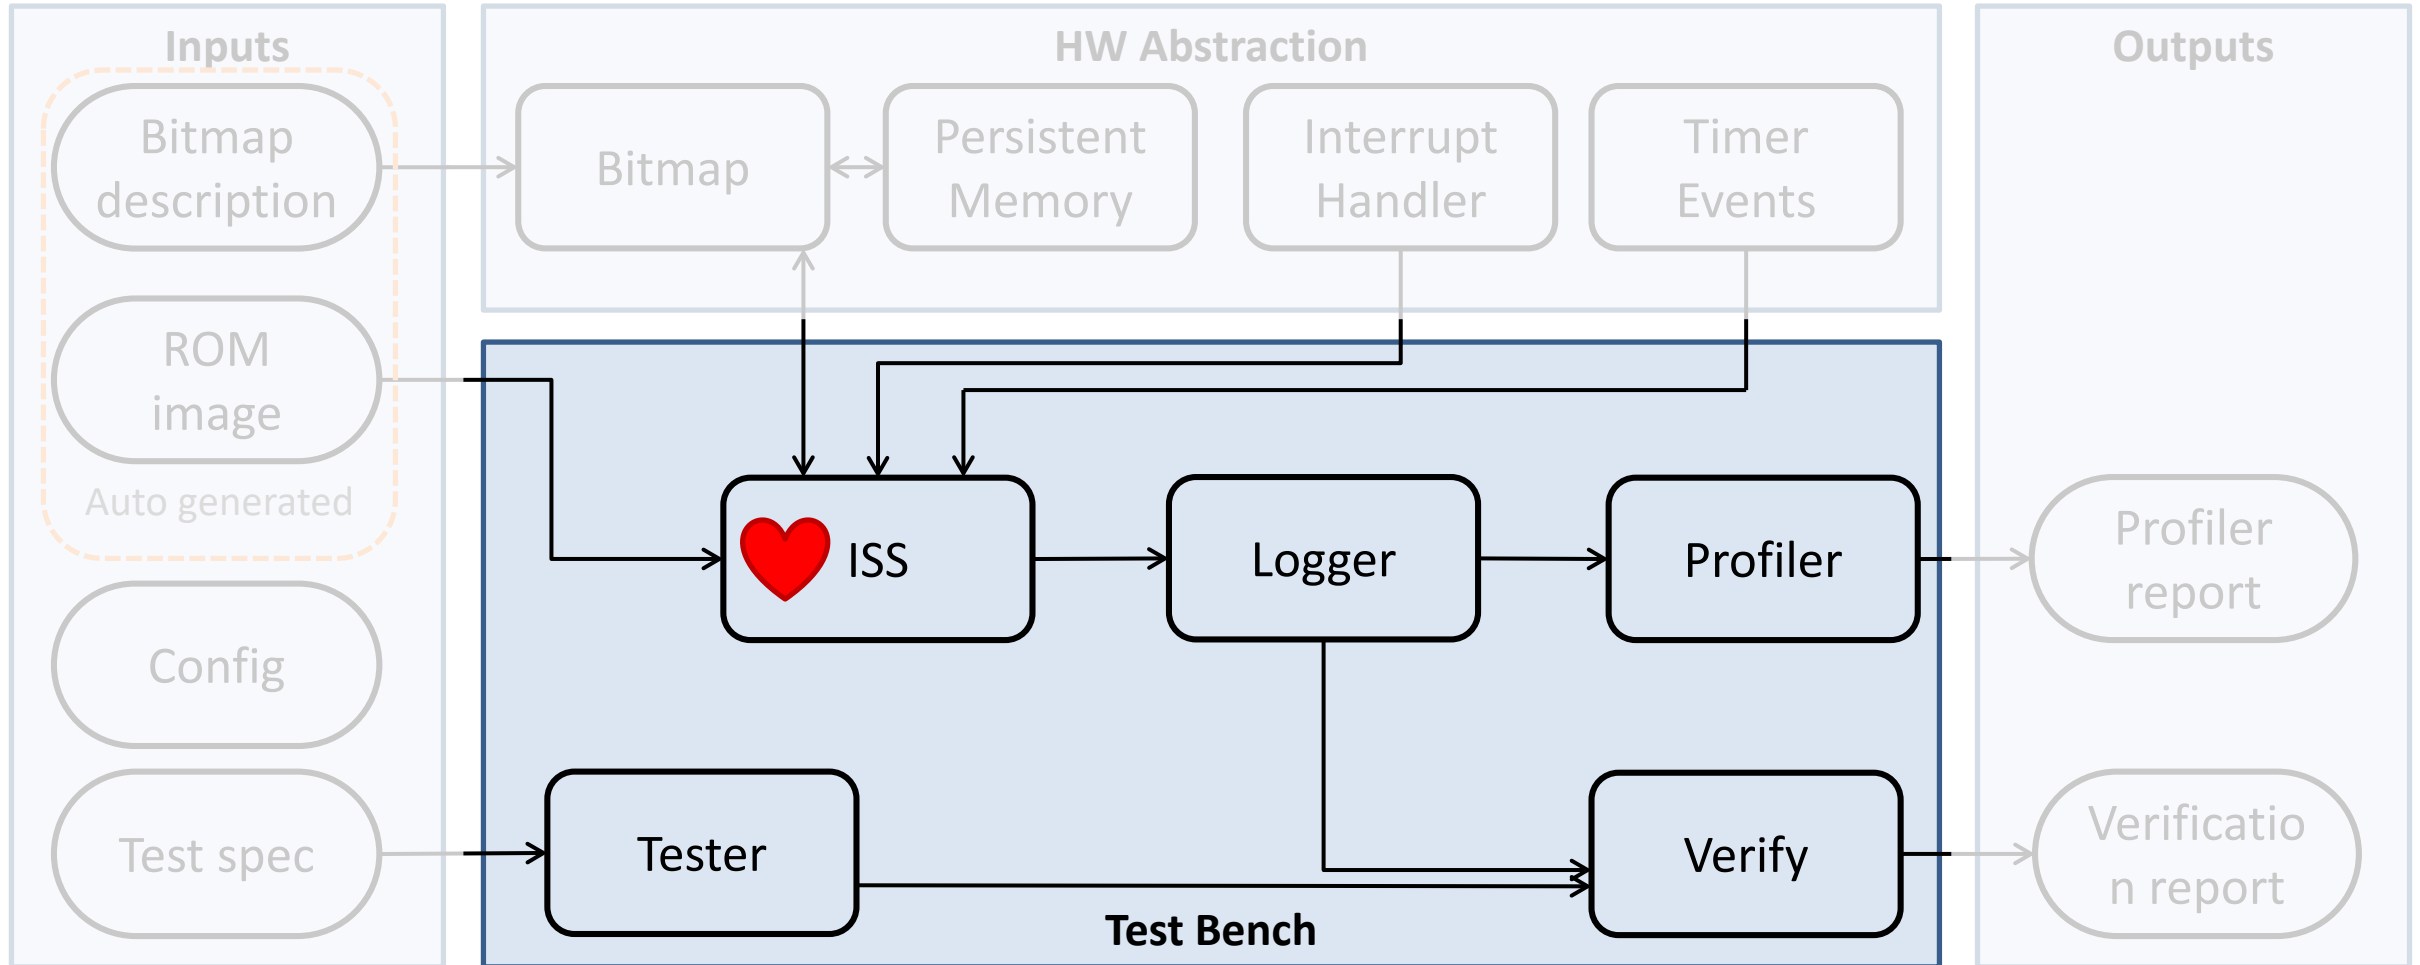 Inputs
Bitmap
description
ROM
image
Auto generated
Config
Test spec
HW Abstraction
Bitmap
Persistent
Memory
Interrupt
Handler
Timer
Events
ISS
Logger
Profiler
Tester
Verify
Test Bench
Outputs
Profiler
report
Verificatio
n report